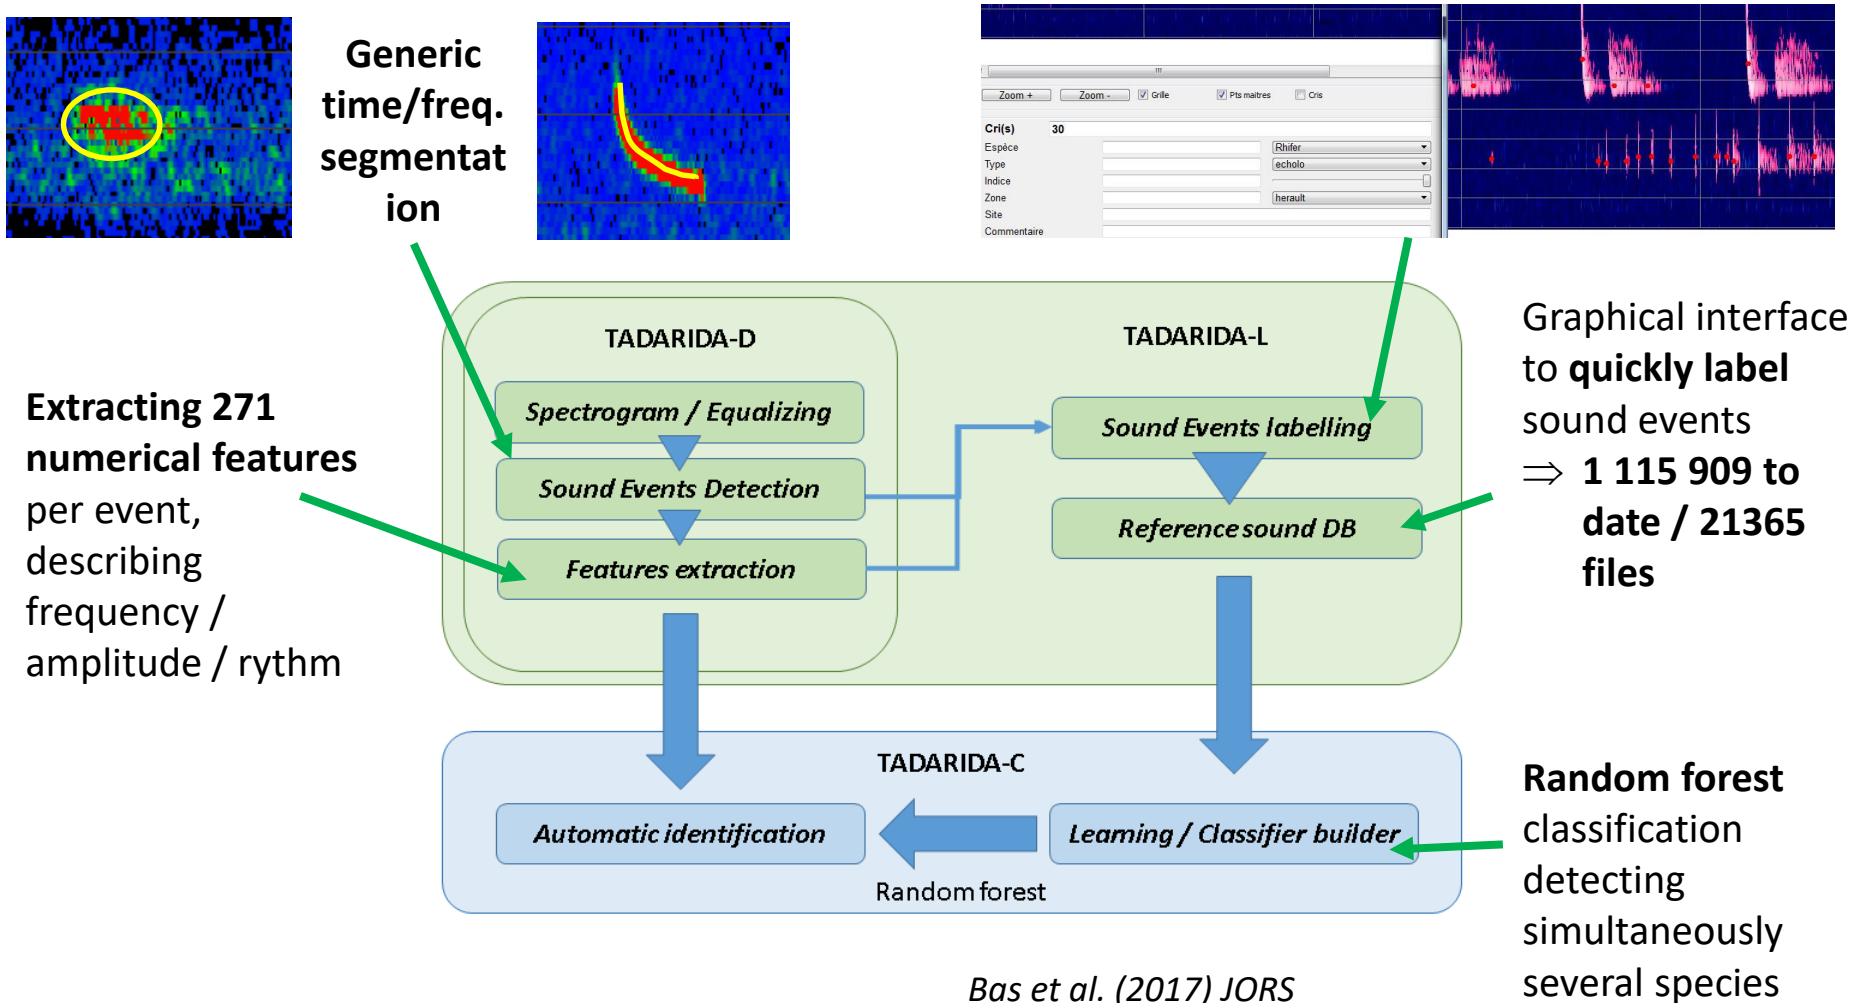 Generic
time/freq.
segmentat
ion
Zoom +
Zoom -
Grille
Pts maitres
Cris
Cri(s) 30
Espèce
Rhifer
Type
echolo
Indice
Zone
herault
Site
Commentaire
TADARIDA-D
TADARIDA-L
Spectrogram / Equalizing
Sound Events Detection
Features extraction
Sound Events labelling
Reference sound DB
Extracting 271
numerical features
per event,
describing
frequency /
amplitude / rythm
Graphical interface
to quickly label
sound events
⇒ 1 115 909 to
date / 21365
files
TADARIDA-C
Automatic identification
Learning / Classifier builder
Random forest
Random forest
classification
detecting
simultaneously
several species
Bas et al. (2017) JORS